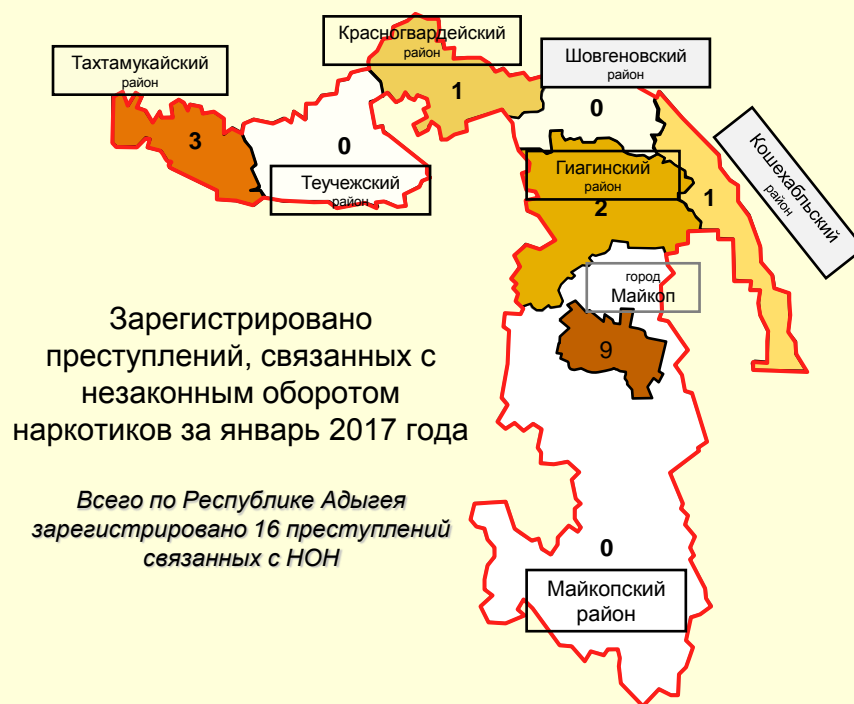 Красногвардейский
район
Тахтамукайский
район
Шовгеновский
район
1
0
3
0
Теучежский
район
Гиагинский
район
2
1
Кошехабльский
район
город
Майкоп
9
Зарегистрировано
преступлений, связанных с
незаконным оборотом
наркотиков за январь 2017 года
Всего по Республике Адыгея
зарегистрировано 16 преступлений
связанных с НОН
0
Майкопский
район